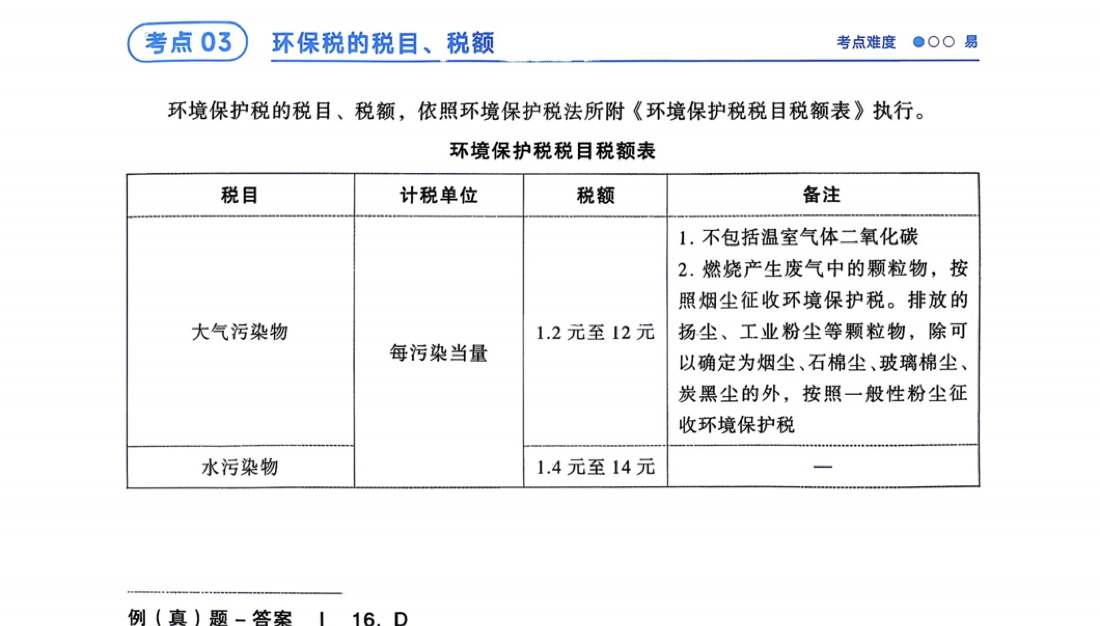 考点 03 环保税的税目、税额 考点难度 易
环境保护税的税目、税额，依照环境保护税法所附《环境保护税税目税额表》执行。
环境保护税税目税额表
税目 计税单位 税额 备注
大气污染物 每污染当量 1.2 元至 12 元
1. 不包括温室气体二氧化碳
2. 燃烧产生废气中的颗粒物，按
照烟尘征收环境保护税。排放的
扬尘、工业粉尘等颗粒物，除可
以确定为烟尘、石棉尘、玻璃棉尘、
炭黑尘的外，按照一般性粉尘征
收环境保护税
水污染物 1.4 元至 14 元 —
例（真）题 – 答案 | 16. D